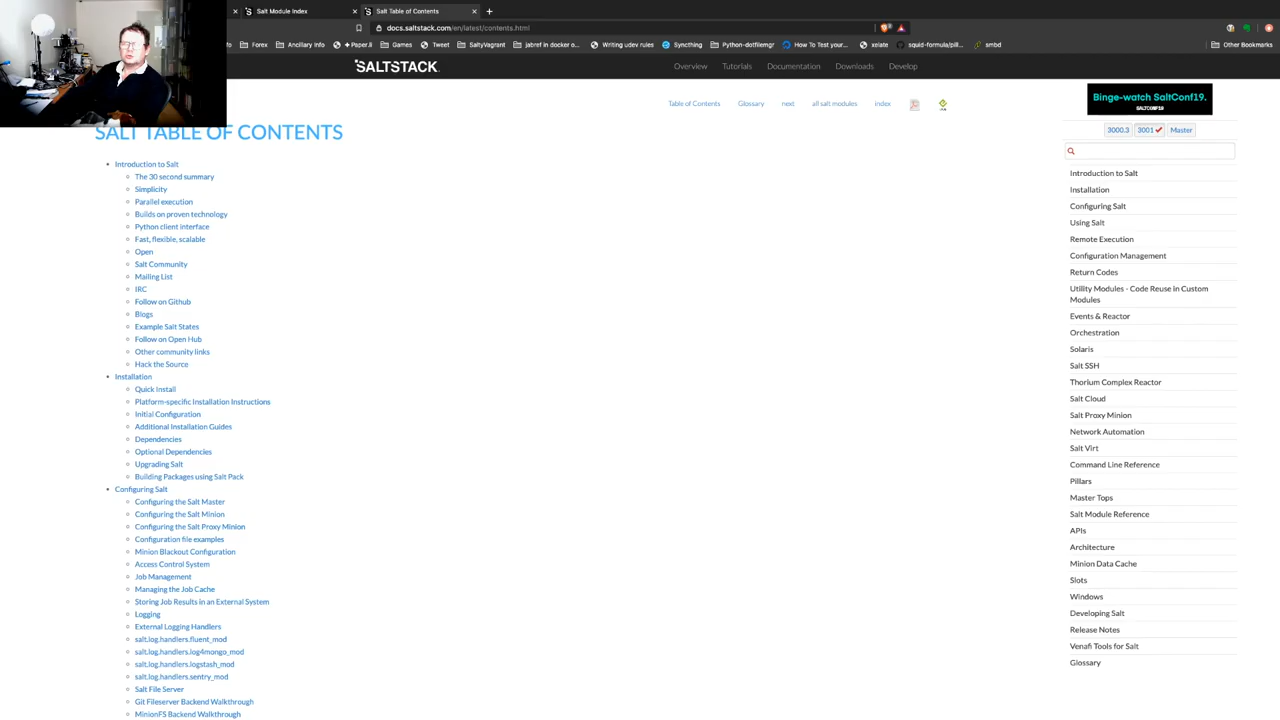 Salt Module Index
Salt Table of Contents
docs.saltstack.com/en/latest/contents.html
Forex
Ancillary Info
+ Paper.li
Games
Tweet
SaltyVagrant
jabref in docker o...
Writing udev rules
Syncthing
Python-dotfilemgr
How To Test your...
xeiate
squid-formula/pill...
smbd
Other Bookmarks
SALTSTACK
Overview
Tutorials
Documentation
Downloads
Develop
Table of Contents
Glossary
next
all salt modules
index
Binge-watch SaltConf19.
SALTCONF19
3000.3
3001
Master
SALT TABLE OF CONTENTS
Introduction to Salt
The 30 second summary
Simplicity
Parallel execution
Builds on proven technology
Python client interface
Fast, flexible, scalable
Open
Salt Community
Mailing List
IRC
Follow on Github
Blogs
Example Salt States
Follow on Open Hub
Other community links
Hack the Source
Installation
Quick Install
Platform-specific Installation Instructions
Initial Configuration
Additional Installation Guides
Dependencies
Optional Dependencies
Upgrading Salt
Building Packages using Salt Pack
Configuring Salt
Configuring the Salt Master
Configuring the Salt Minion
Configuring the Salt Proxy Minion
Configuration file examples
Minion Blackout Configuration
Access Control System
Job Management
Managing the Job Cache
Storing Job Results in an External System
Logging
External Logging Handlers
salt.log.handlers.fluent_mod
salt.log.handlers.log4mongo_mod
salt.log.handlers.logstash_mod
salt.log.handlers.sentry_mod
Salt File Server
Git Fileserver Backend Walkthrough
MinionFS Backend Walkthrough
Introduction to Salt
Installation
Configuring Salt
Using Salt
Remote Execution
Configuration Management
Return Codes
Utility Modules - Code Reuse in Custom
Modules
Events & Reactor
Orchestration
Solaris
Salt SSH
Thorium Complex Reactor
Salt Cloud
Salt Proxy Minion
Network Automation
Salt Virt
Command Line Reference
Pillars
Master Tops
Salt Module Reference
APIs
Architecture
Minion Data Cache
Slots
Windows
Developing Salt
Release Notes
Venafi Tools for Salt
Glossary